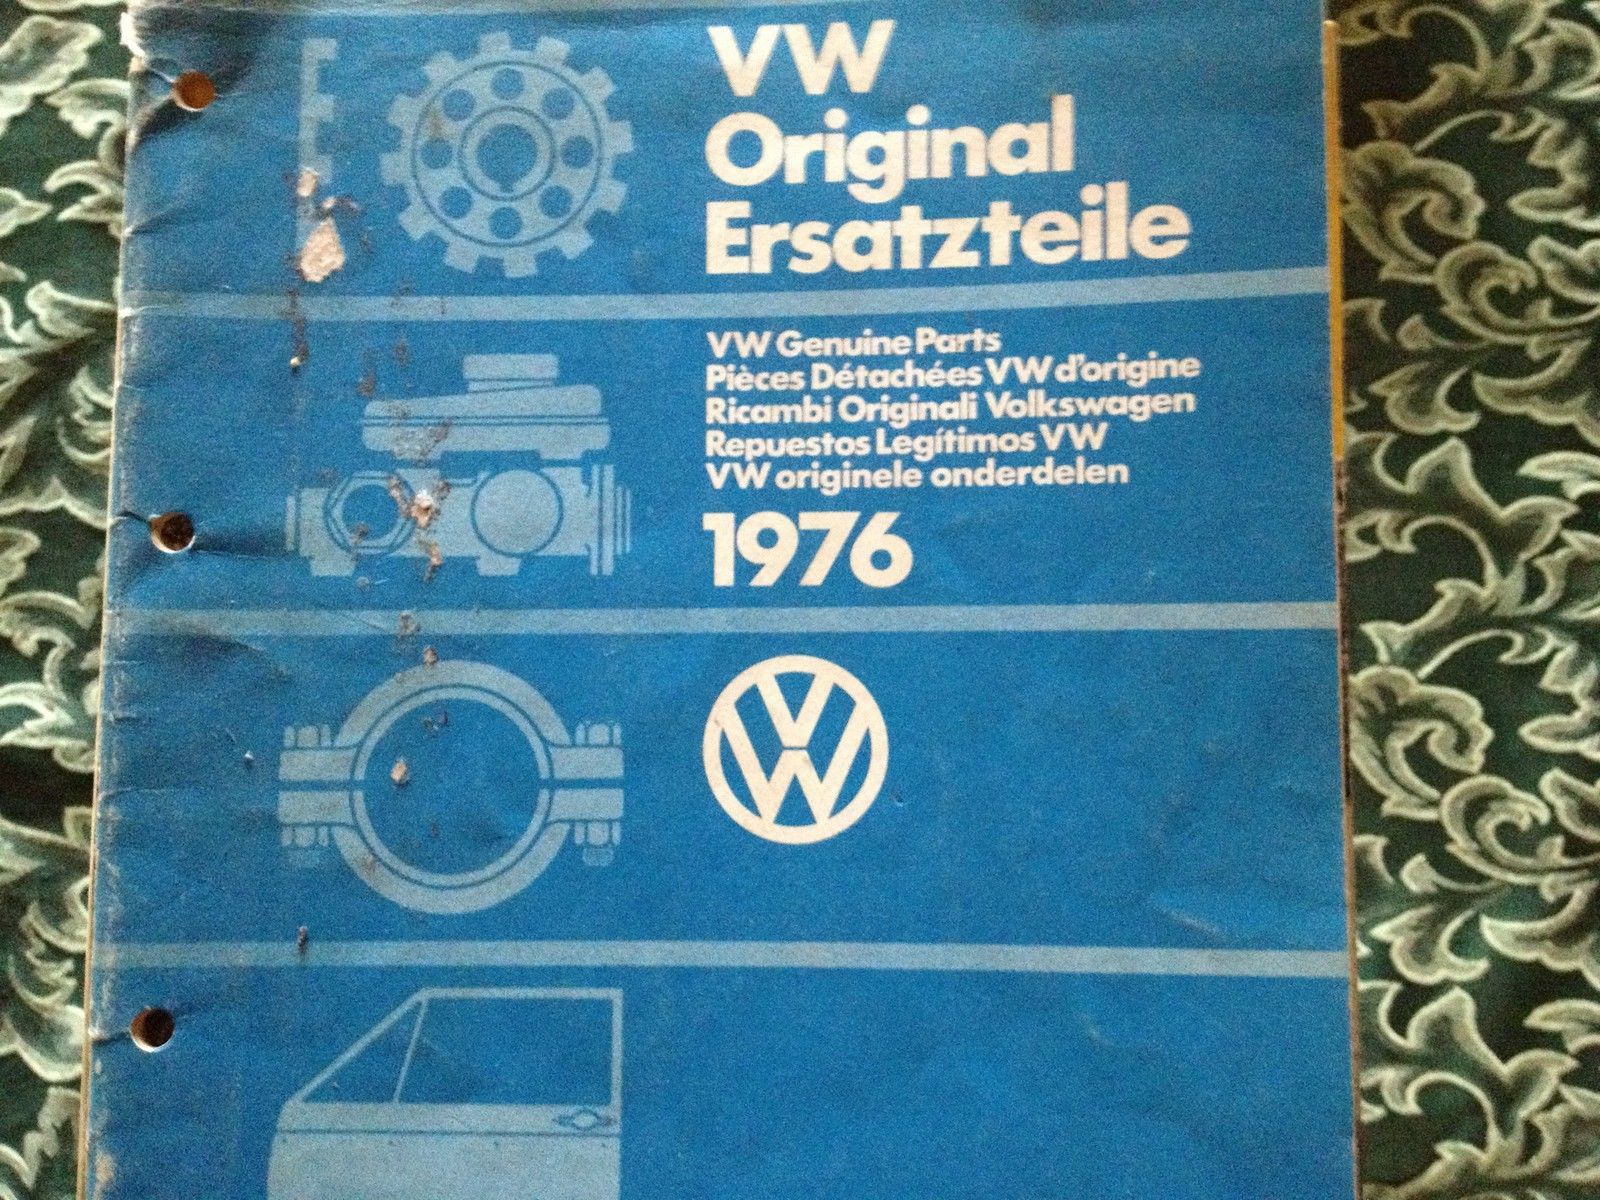 VW
Original
Ersatzteile
VW Genuine Parts
Pièces Détachées VW d'origine
Ricambi Originali Volkswagen
Repuestos Legítimos VW
VW originele onderdelen
1976
VW